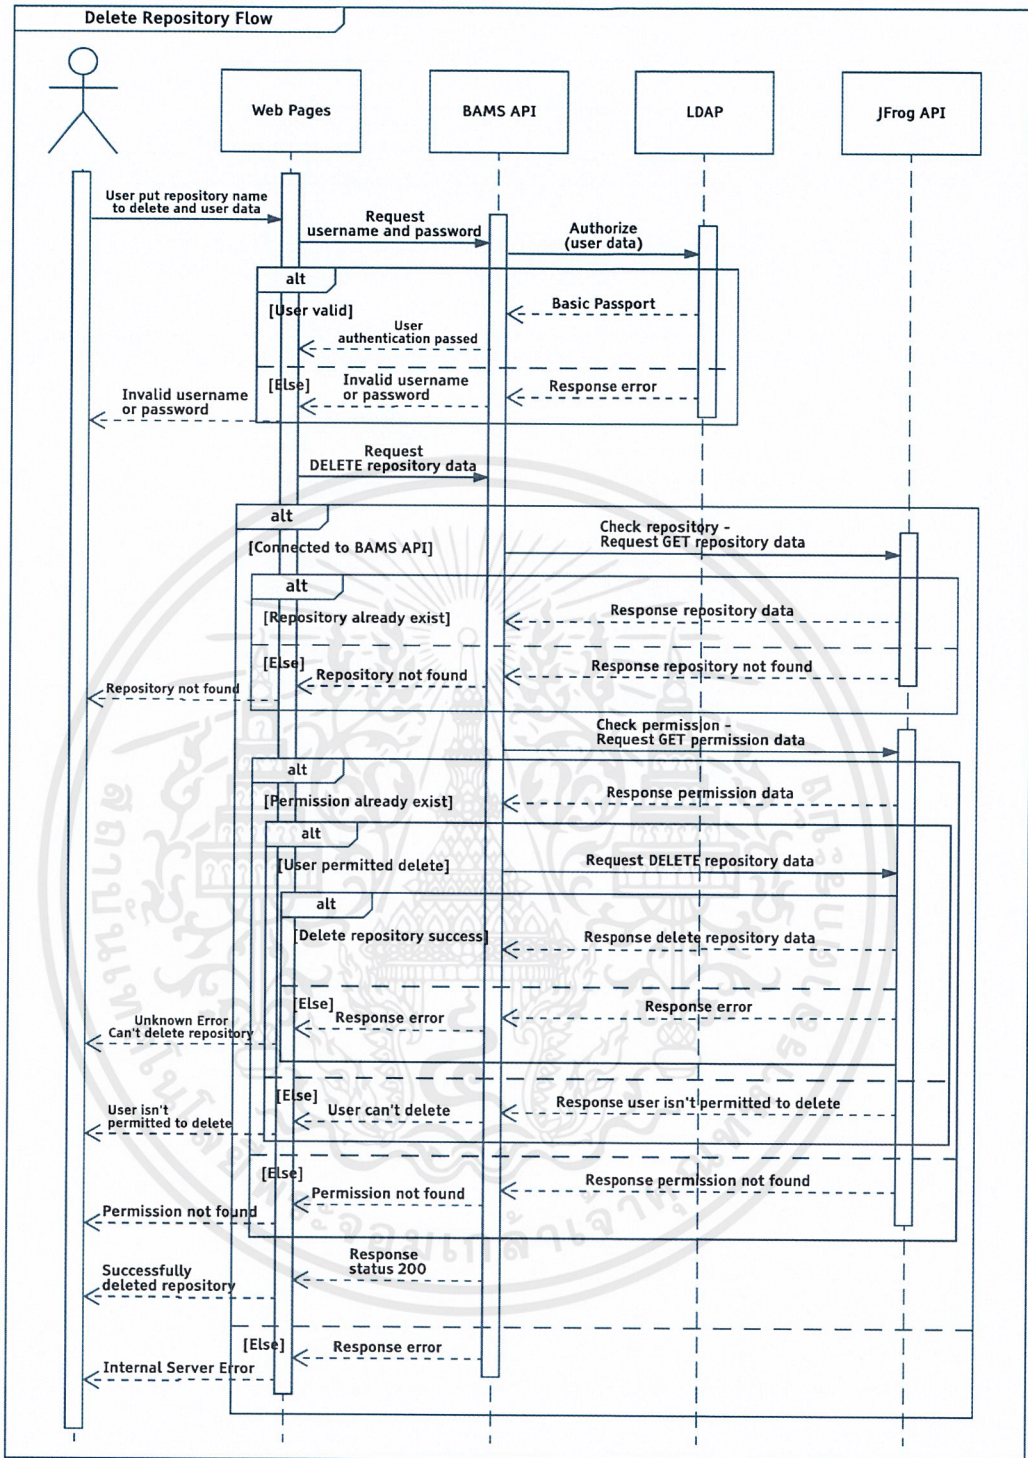 Delete Repository Flow
Web Pages
BAMS API
LDAP
JFrog API
User put repository name
to delete and user data
Request
username and password
Authorize
(user data)
alt
[User valid]
Basic Passport
User
authentication passed
[Else]
Invalid username
or password
Response error
Invalid username
or password
Request
DELETE repository data
alt
[Connected to BAMS API]
Check repository -
Request GET repository data
alt
[Repository already exist]
Response repository data
[Else]
Repository not found
Response repository not found
Repository not found
Check permission -
Request GET permission data
alt
[Permission already exist]
Response permission data
alt
[User permitted delete]
Request DELETE repository data
alt
[Delete repository success]
Response delete repository data
[Else]
Response error
Response error
Unknown Error
Can't delete repository
[Else]
User can't delete
Response user isn't permitted to delete
User isn't
permitted to delete
[Else]
Permission not found
Response permission not found
Permission not found
Response
status 200
Successfully
deleted repository
[Else]
Response error
Internal Server Error